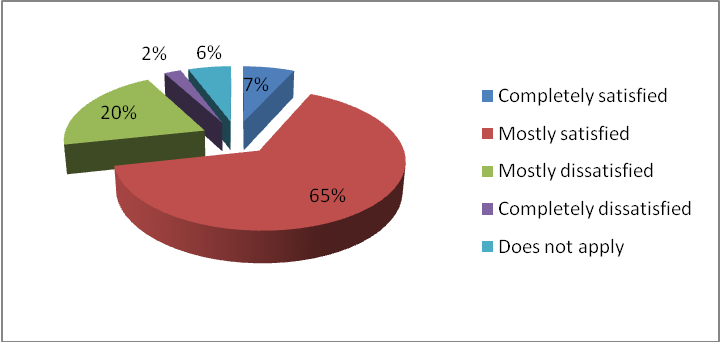 2%
6%
7%
20%
65%
Completely satisfied
Mostly satisfied
Mostly dissatisfied
Completely dissatisfied
Does not apply